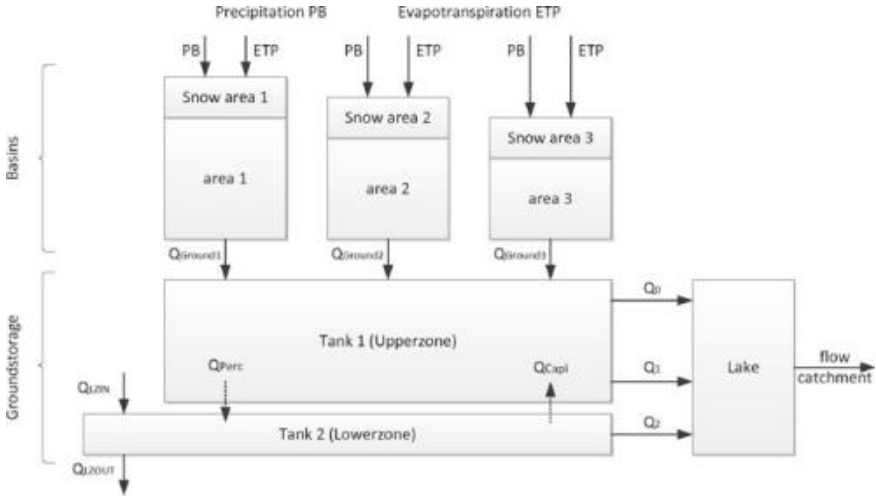 Precipitation PB
Evapotranspiration ETP
PB
ETP
PB
ETP
PB
ETP
Snow area 1
Snow area 2
Snow area 3
area 1
area 2
area 3
Basins
QGround1
QGround2
QGround3
Groundstorage
Tank 1 (Upperzone)
QPerc
QCapi
Q0
Q1
Lake
flow
catchment
QLZIN
Tank 2 (Lowerzone)
Q2
QLZOUT